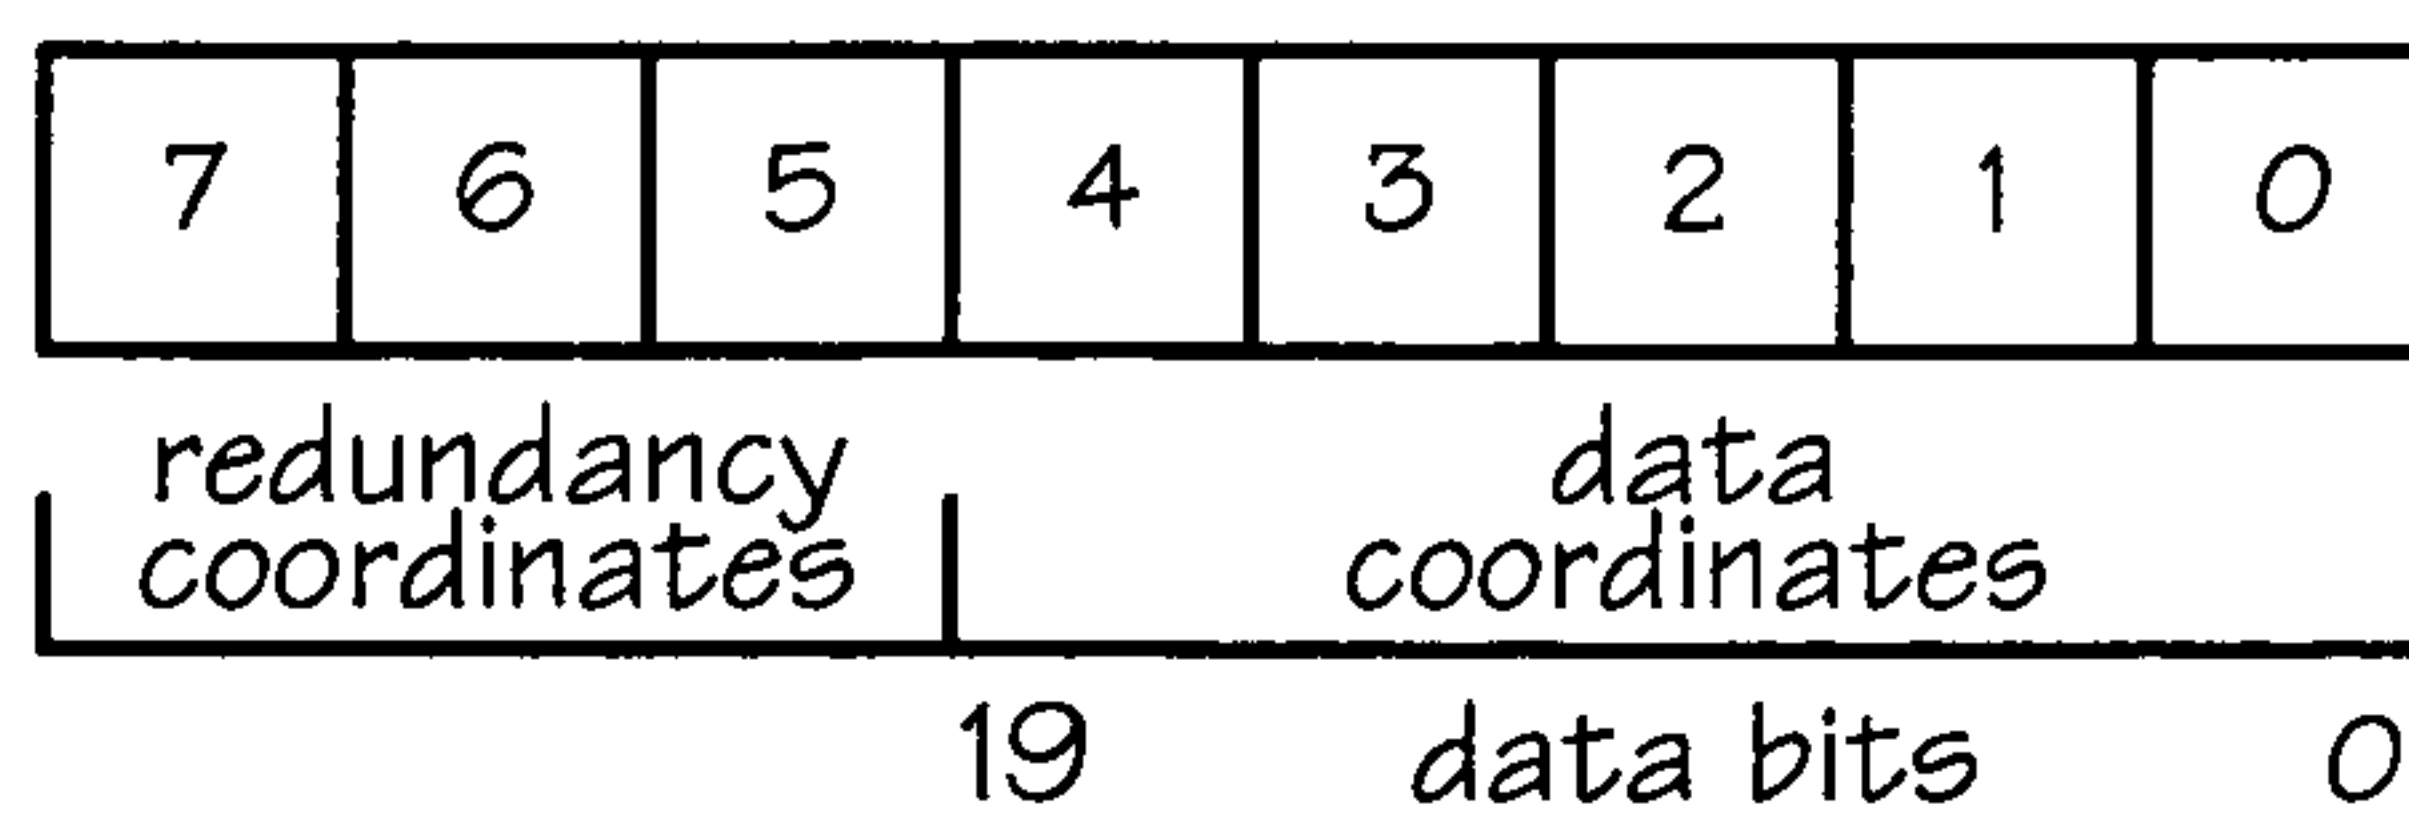 7 6 5 4 3 2 1 0
redundancy data
coordinates coordinates
19 data bits 0